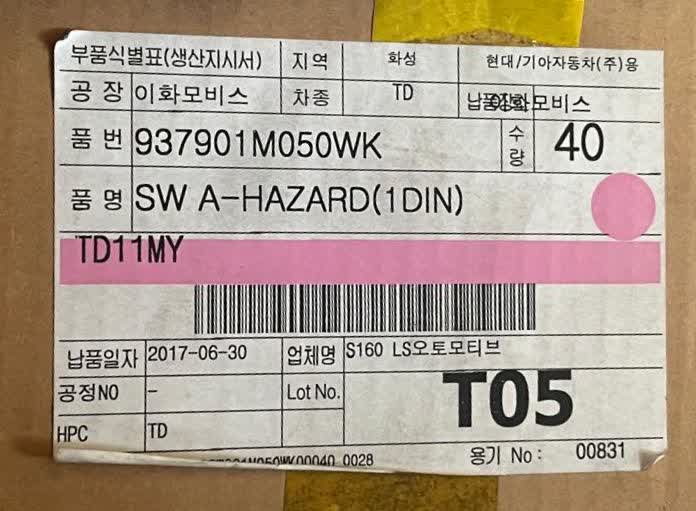 부품식별표(생산지시서) 지역 화성 현대/기아자동차(주)용
공 장 이화모비스 차종 TD 이화모비스
품 번 937901M050WK 수량 40
품 명 SW A-HAZARD(1DIN)
TD11MY
납품일자 2017-06-30 업체명 S160 LS오토모티브
공정NO - Lot No. T05
HPC TD
용기 No : 00831